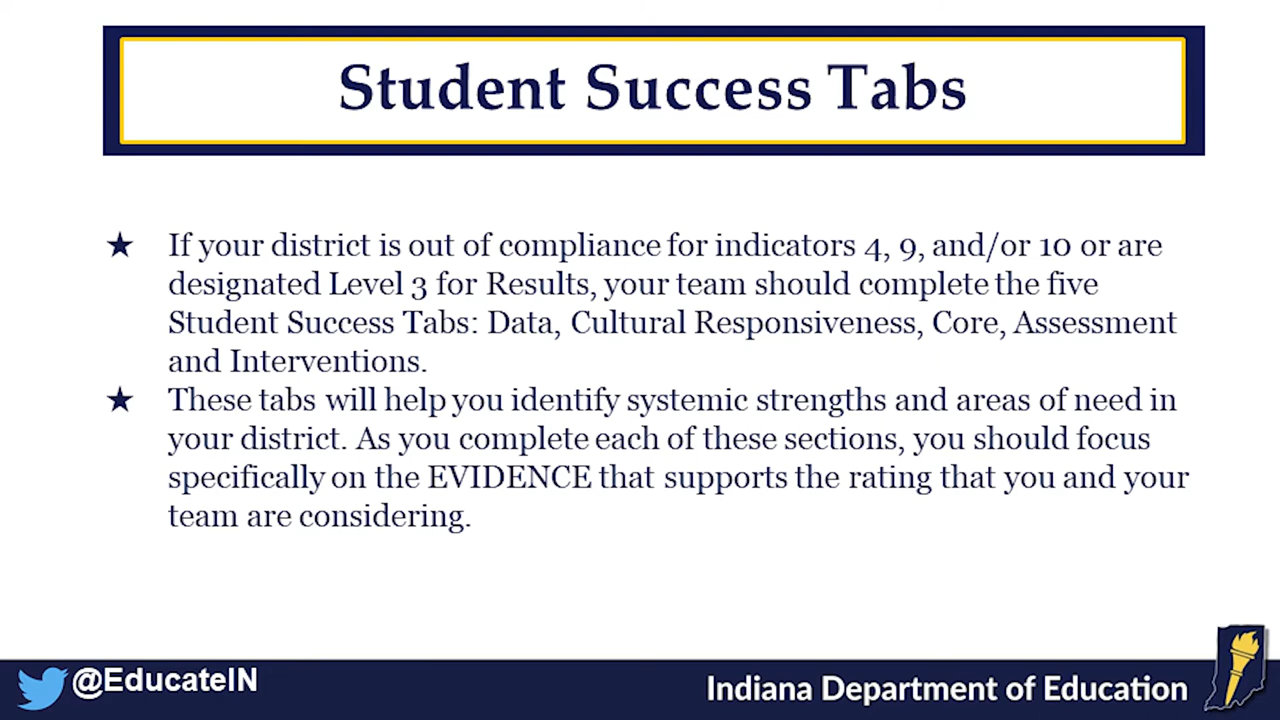 Student Success Tabs
★ If your district is out of compliance for indicators 4, 9, and/or 10 or are
designated Level 3 for Results, your team should complete the five
Student Success Tabs: Data, Cultural Responsiveness, Core, Assessment
and Interventions.
★ These tabs will help you identify systemic strengths and areas of need in
your district. As you complete each of these sections, you should focus
specifically on the EVIDENCE that supports the rating that you and your
team are considering.
@EducateIN
Indiana Department of Education